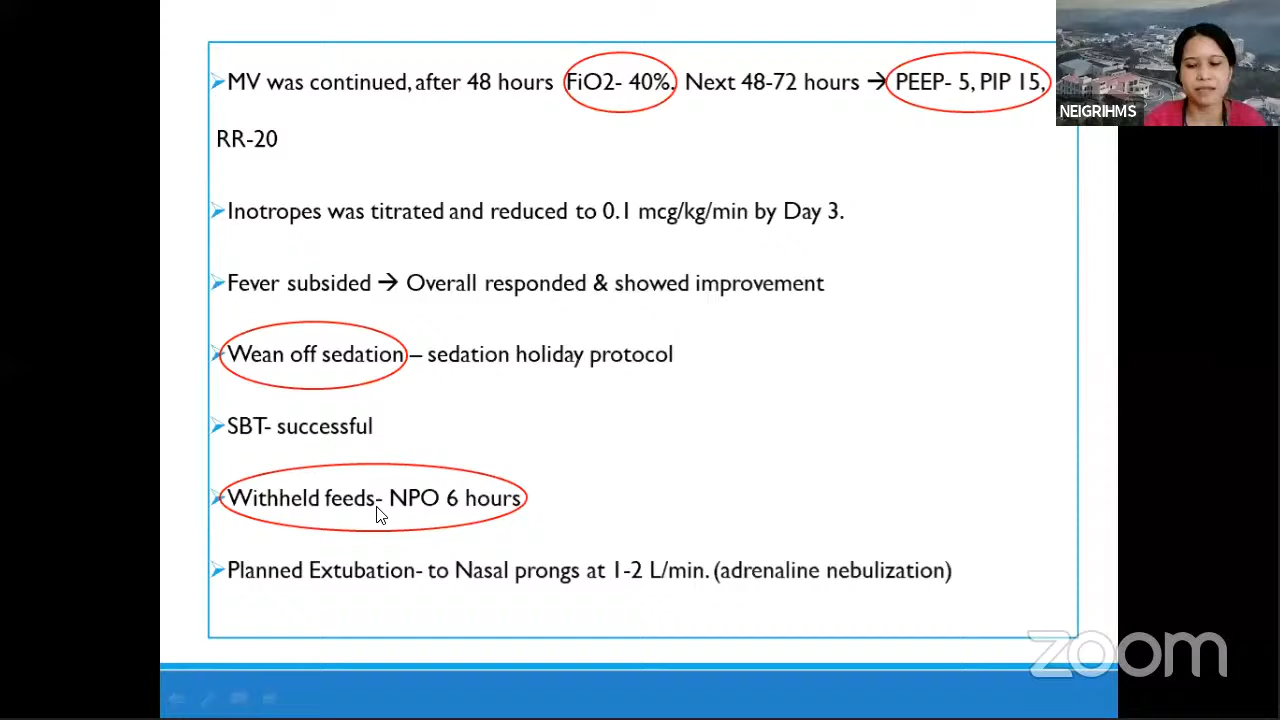 MV was continued, after 48 hours FiO2- 40%. Next 48-72 hours → PEEP- 5, PIP 15,
RR-20
Inotropes was titrated and reduced to 0.1 mcg/kg/min by Day 3.
Fever subsided → Overall responded & showed improvement
Wean off sedation – sedation holiday protocol
SBT- successful
Withheld feeds- NPO 6 hours
Planned Extubation- to Nasal prongs at 1-2 L/min. (adrenaline nebulization)
NEIGRIHMS
zoom